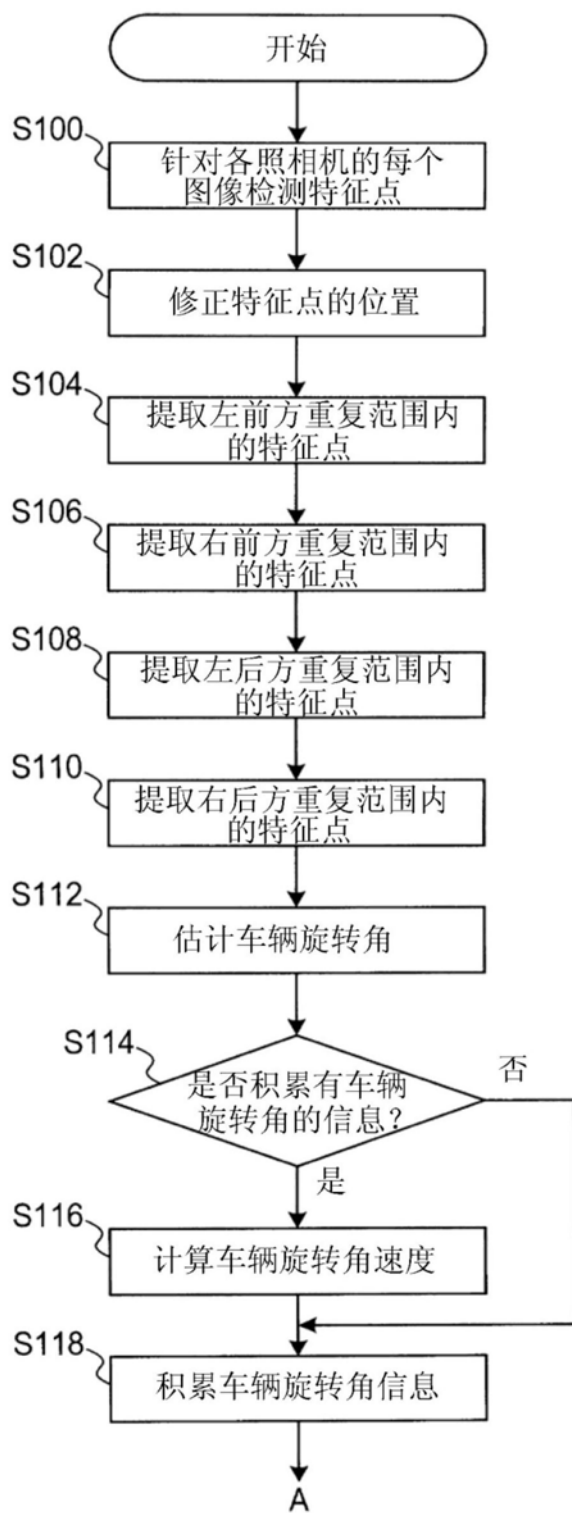 开始
S100
针对各照相机的每个
图像检测特征点
S102
修正特征点的位置
S104
提取左前方重复范围内
的特征点
S106
提取右前方重复范围内
的特征点
S108
提取左后方重复范围内
的特征点
S110
提取右后方重复范围内
的特征点
S112
估计车辆旋转角
S114
是否积累有车辆
旋转角的信息？
否
是
S116
计算车辆旋转角速度
S118
积累车辆旋转角信息
A